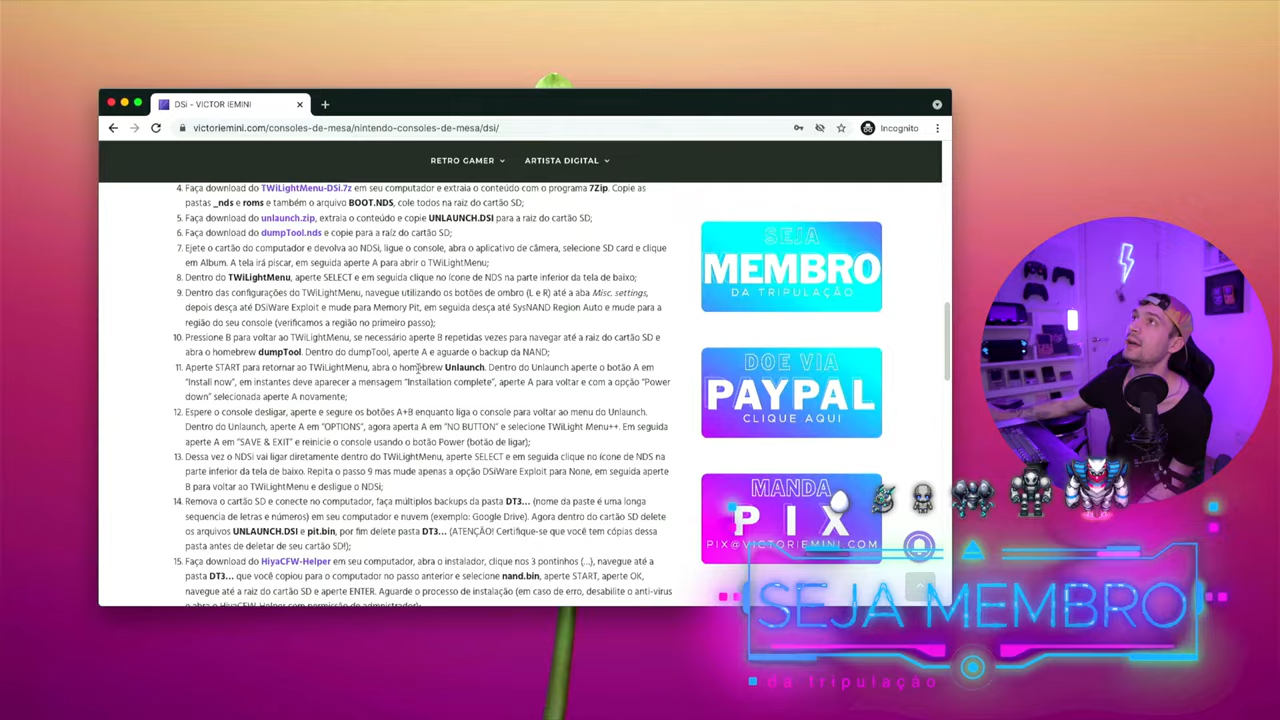 DSi - VICTOR IEMINI
victoriemini.com/consoles-de-mesa/nintendo-consoles-de-mesa/dsi/
Incognito
RETRO GAMER
ARTISTA DIGITAL
4. Faça download do TWiLightMenu-DSi.7z em seu computador e extraia o conteúdo com o programa 7Zip. Copie as
pastas _nds e roms e também o arquivo BOOT.NDS, cole todos na raiz do cartão SD;
5. Faça download do unlaunch.zip, extraia o conteúdo e copie UNLAUNCH.DSI para a raiz do cartão SD;
6. Faça download do dumpTool.nds e copie para a raíz do cartão SD;
7. Ejete o cartão do computador e devolva ao NDSi, ligue o console, abra o aplicativo de câmera, selecione SD card e clique
em Album. A tela irá piscar, em seguida aperte A para abrir o TWiLightMenu;
8. Dentro do TWiLightMenu, aperte SELECT e em seguida clique no ícone de NDS na parte inferior da tela de baixo;
9. Dentro das configurações do TWiLightMenu, navegue utilizando os botões de ombro (L e R) até a aba Misc. settings,
depois desça até DSiWare Exploit e mude para Memory Pit, em seguida desça até SysNAND Region Auto e mude para a
região do seu console (verificamos a região no primeiro passo);
10. Pressione B para voltar ao TWiLightMenu, se necessário aperte B repetidas vezes para navegar até a raiz do cartão SD e
abra o homebrew dumpTool. Dentro do dumpTool, aperte A e aguarde o backup da NAND;
11. Aperte START para retornar ao TWiLightMenu, abra o homebrew Unlaunch. Dentro do Unlaunch aperte o botão A em
"Install now", em instantes deve aparecer a mensagem "Installation complete", aperte A para voltar e com a opção "Power
down" selecionada aperte A novamente;
12. Espere o console desligar, aperte e segure os botões A+B enquanto liga o console para voltar ao menu do Unlaunch.
Dentro do Unlaunch, aperte A em "OPTIONS", agora aperta A em "NO BUTTON" e selecione TWiLight Menu++. Em seguida
aperte A em "SAVE & EXIT" e reinicie o console usando o botão Power (botão de ligar);
13. Dessa vez o NDSi vai ligar diretamente dentro do TWiLightMenu, aperte SELECT e em seguida clique no ícone de NDS na
parte inferior da tela de baixo. Repita o passo 9 mas mude apenas a opção DSiWare Exploit para None, em seguida aperte
B para voltar ao TWiLightMenu e desligue o NDSi;
14. Remova o cartão SD e conecte no computador, faça múltiplos backups da pasta DT3... (nome da paste é uma longa
sequencia de letras e números) em seu computador e nuvem (exemplo: Google Drive). Agora dentro do cartão SD delete
os arquivos UNLAUNCH.DSI e pit.bin, por fim delete pasta DT3... (ATENÇÃO! Certifique-se que você tem cópias dessa
pasta antes de deletar de seu cartão SD!);
15. Faça download do HiyaCFW-Helper em seu computador, abra o instalador, clique nos 3 pontinhos (...), navegue até a
pasta DT3... que você copiou para o computador no passo anterior e selecione nand.bin, aperte START, aperte OK,
navegue até a raiz do cartão SD e aperte ENTER. Aguarde o processo de instalação (em caso de erro, desabilite o anti-virus
e abra o HiyaCFW-Helper com permissão de administrador);
SEJA
MEMBRO
DA TRIPULAÇÃO
DOE VIA
PAYPAL
CLIQUE AQUI
MANDA
PIX
PIX@VICTORIEMINI.COM
SEJA MEMBRO
da tripulação